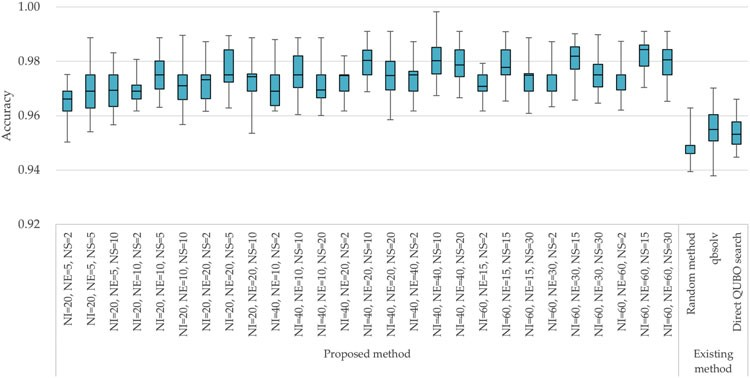 1.00
0.98
0.96
0.94
0.92
Accuracy
NI=20, NE=5, NS=2
NI=20, NE=5, NS=5
NI=20, NE=5, NS=10
NI=20, NE=10, NS=2
NI=20, NE=10, NS=5
NI=20, NE=10, NS=10
NI=20, NE=20, NS=2
NI=20, NE=20, NS=5
NI=20, NE=20, NS=10
NI=40, NE=10, NS=2
NI=40, NE=10, NS=10
NI=40, NE=10, NS=20
NI=40, NE=20, NS=2
NI=40, NE=20, NS=10
NI=40, NE=20, NS=20
NI=40, NE=40, NS=2
NI=40, NE=40, NS=10
NI=40, NE=40, NS=20
NI=60, NE=15, NS=2
NI=60, NE=15, NS=15
NI=60, NE=15, NS=30
NI=60, NE=30, NS=2
NI=60, NE=30, NS=15
NI=60, NE=30, NS=30
NI=60, NE=60, NS=2
NI=60, NE=60, NS=15
NI=60, NE=60, NS=30
Random method
qbsolv
Direct QUBO search
Proposed method
Existing
method